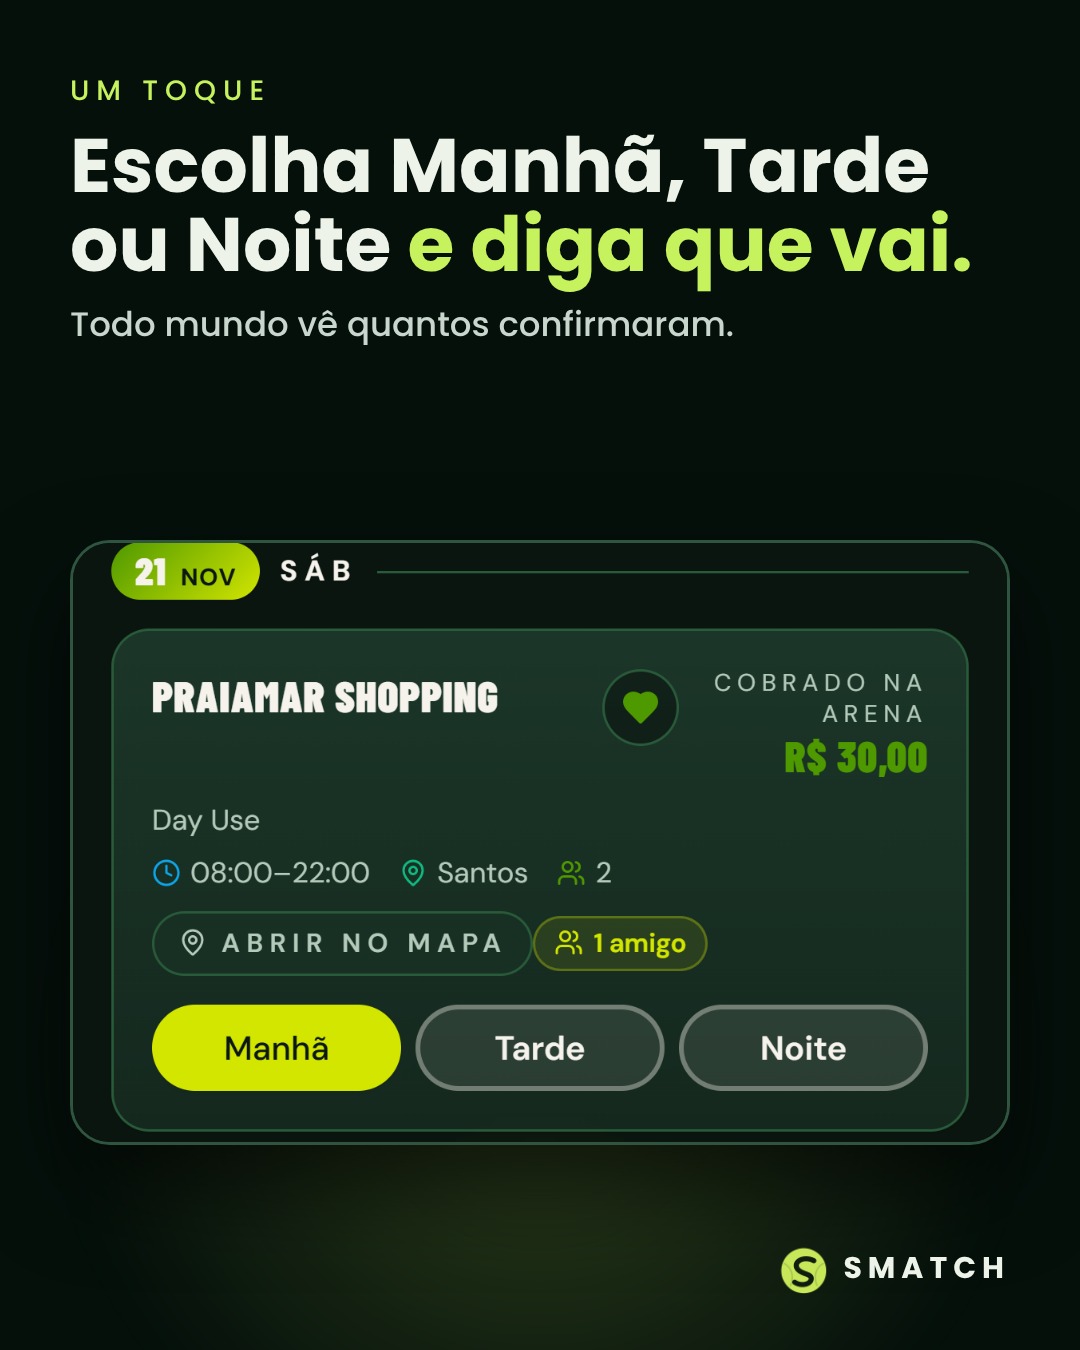 UM TOQUE
Escolha Manhã, Tarde
ou Noite e diga que vai.
Todo mundo vê quantos confirmaram.
21 NOV SÁB
PRAIAMAR SHOPPING
COBRADO NA
ARENA
R$ 30,00
Day Use
08:00–22:00 Santos 2
ABRIR NO MAPA 1 amigo
Manhã Tarde Noite
S SMATCH